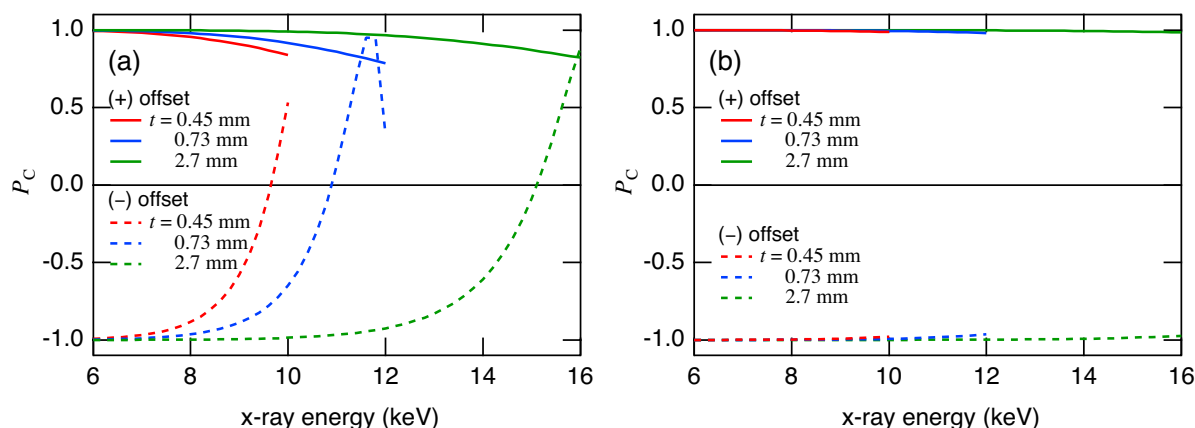 1.0
0.5
0.0
-0.5
-1.0
P_C
(a)
(+) offset
t = 0.45 mm
0.73 mm
2.7 mm
(−) offset
t = 0.45 mm
0.73 mm
2.7 mm
6 8 10 12 14 16
x-ray energy (keV)
1.0
0.5
0.0
-0.5
-1.0
P_C
(b)
(+) offset
t = 0.45 mm
0.73 mm
2.7 mm
(−) offset
t = 0.45 mm
0.73 mm
2.7 mm
6 8 10 12 14 16
x-ray energy (keV)